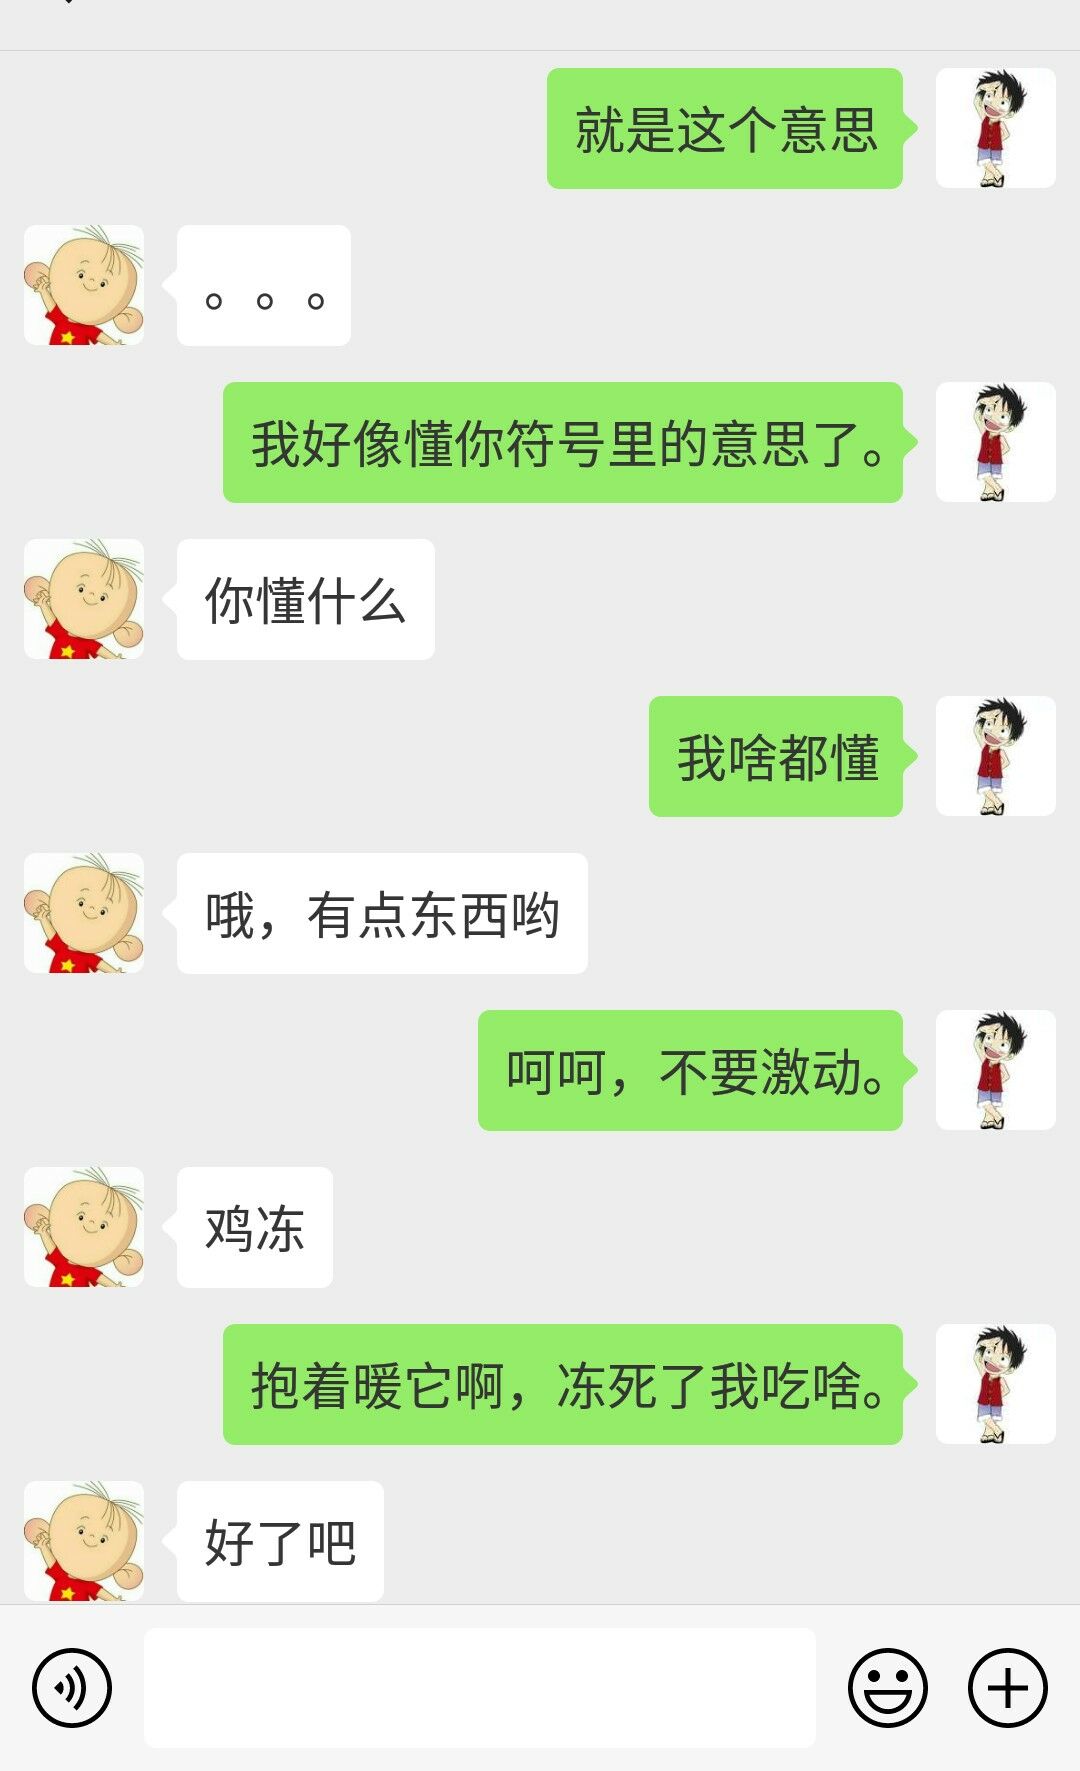 就是这个意思
。。。
我好像懂你符号里的意思了。
你懂什么
我啥都懂
哦，有点东西哟
呵呵，不要激动。
鸡冻
抱着暖它啊，冻死了我吃啥。
好了吧